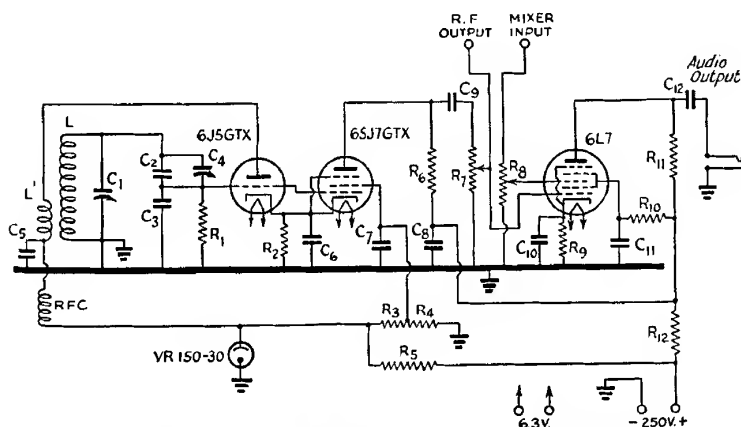 R.F. OUTPUT
MIXER INPUT
Audio Output
C9
C12
L
6J5GTX
6SJ7GTX
6L7
C2
C4
C1
R6
R7
R8
R11
L'
C3
R10
C5
R1
R2
C6
C7
C8
C10
R9
C11
RFC
R3
R4
R12
VR 150-30
R5
6.3V.
- 250V. +